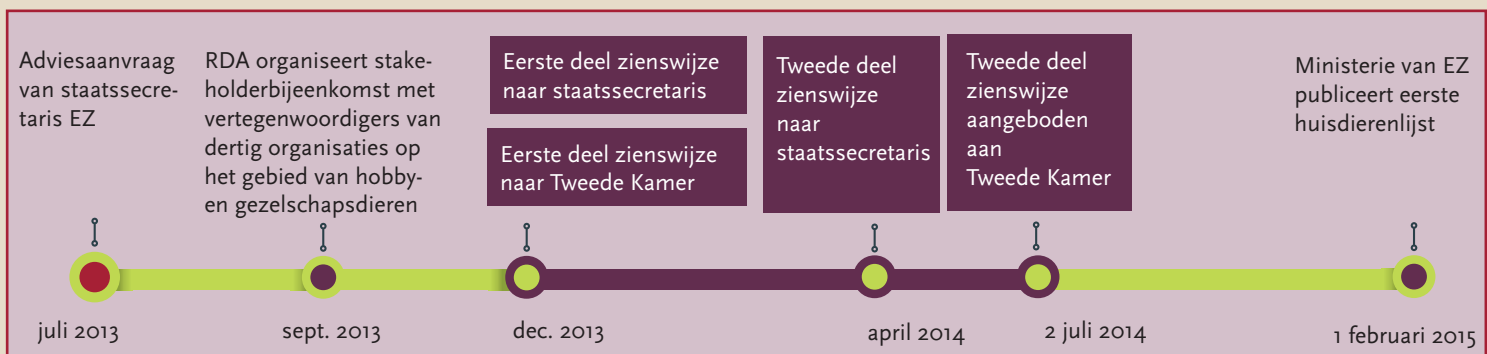 Adviesaanvraag
van staatssecre-
taris EZ
RDA organiseert stake-
holderbijeenkomst met
vertegenwoordigers van
dertig organisaties op
het gebied van hobby-
en gezelschapsdieren
Eerste deel zienswijze
naar staatssecretaris
Eerste deel zienswijze
naar Tweede Kamer
Tweede deel
zienswijze
naar
staatssecretaris
Tweede deel
zienswijze
aangeboden
aan
Tweede Kamer
Ministerie van EZ
publiceert eerste
huisdierenlijst
juli 2013
sept. 2013
dec. 2013
april 2014
2 juli 2014
1 februari 2015